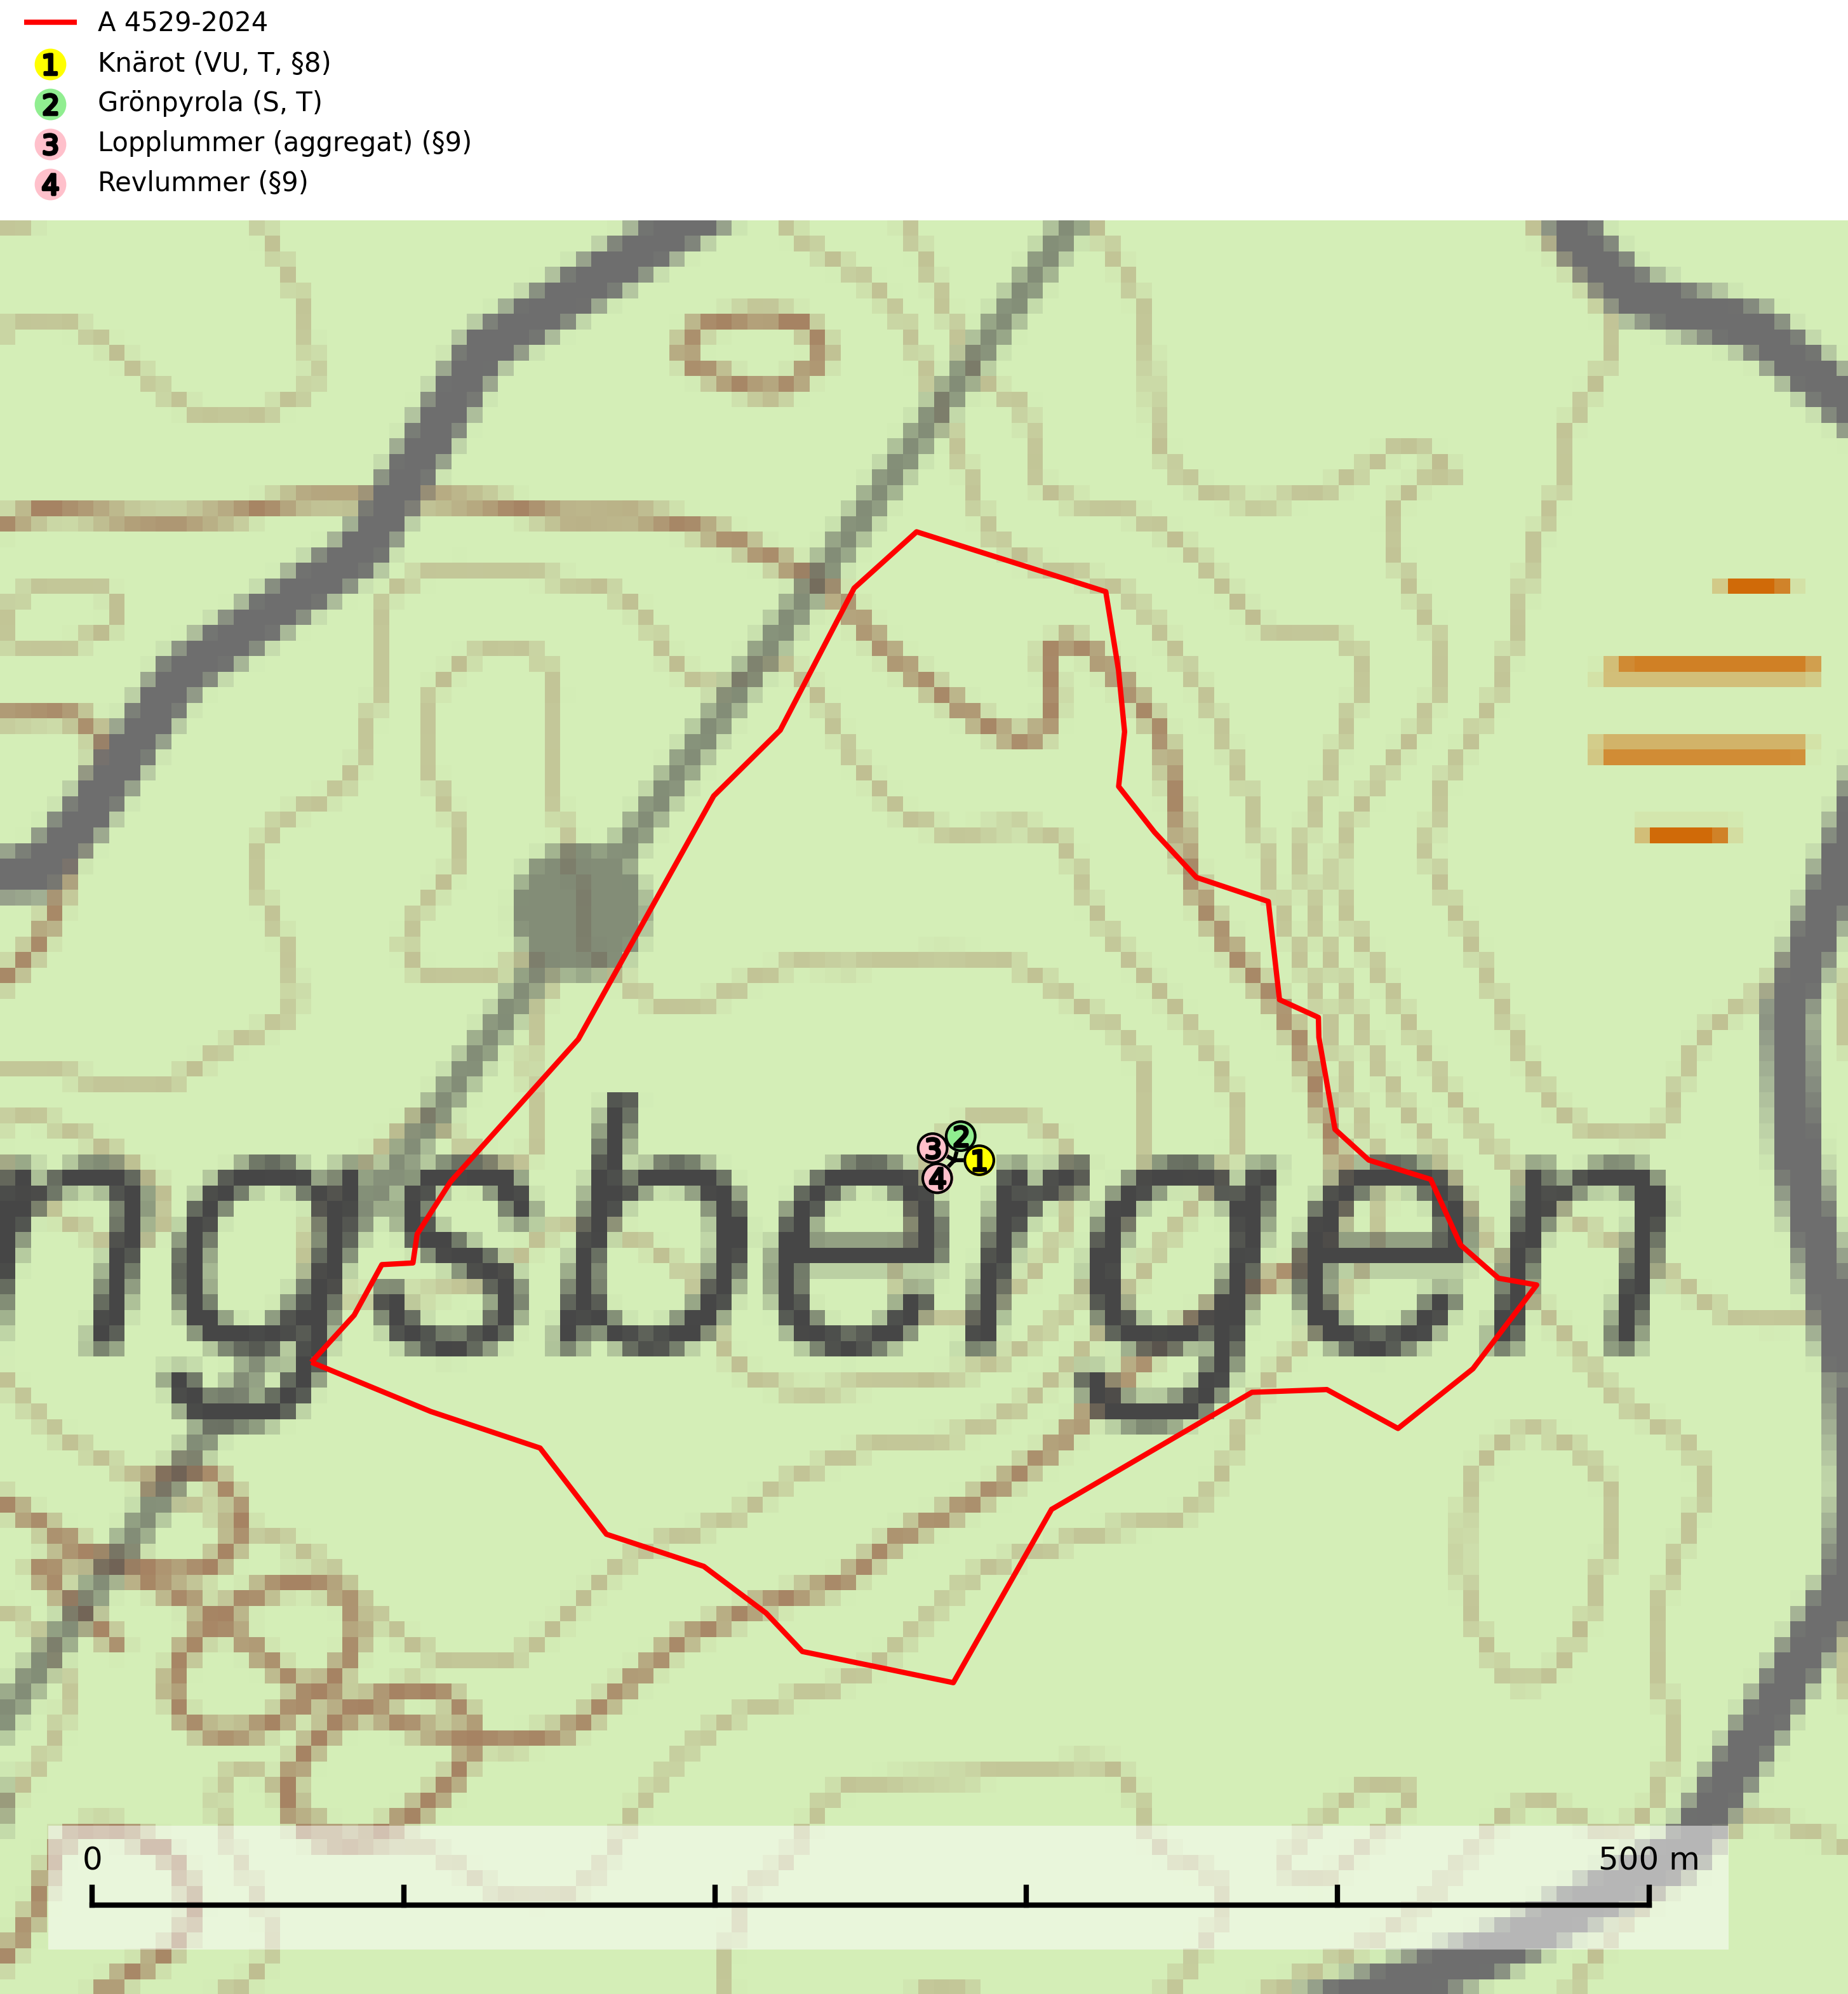 A 4529-2024
1 Knärot (VU, T, §8)
2 Grönpyrola (S, T)
3 Lopplummer (aggregat) (§9)
4 Revlummer (§9)
2
3
1
4
ngsbergen
0 500 m